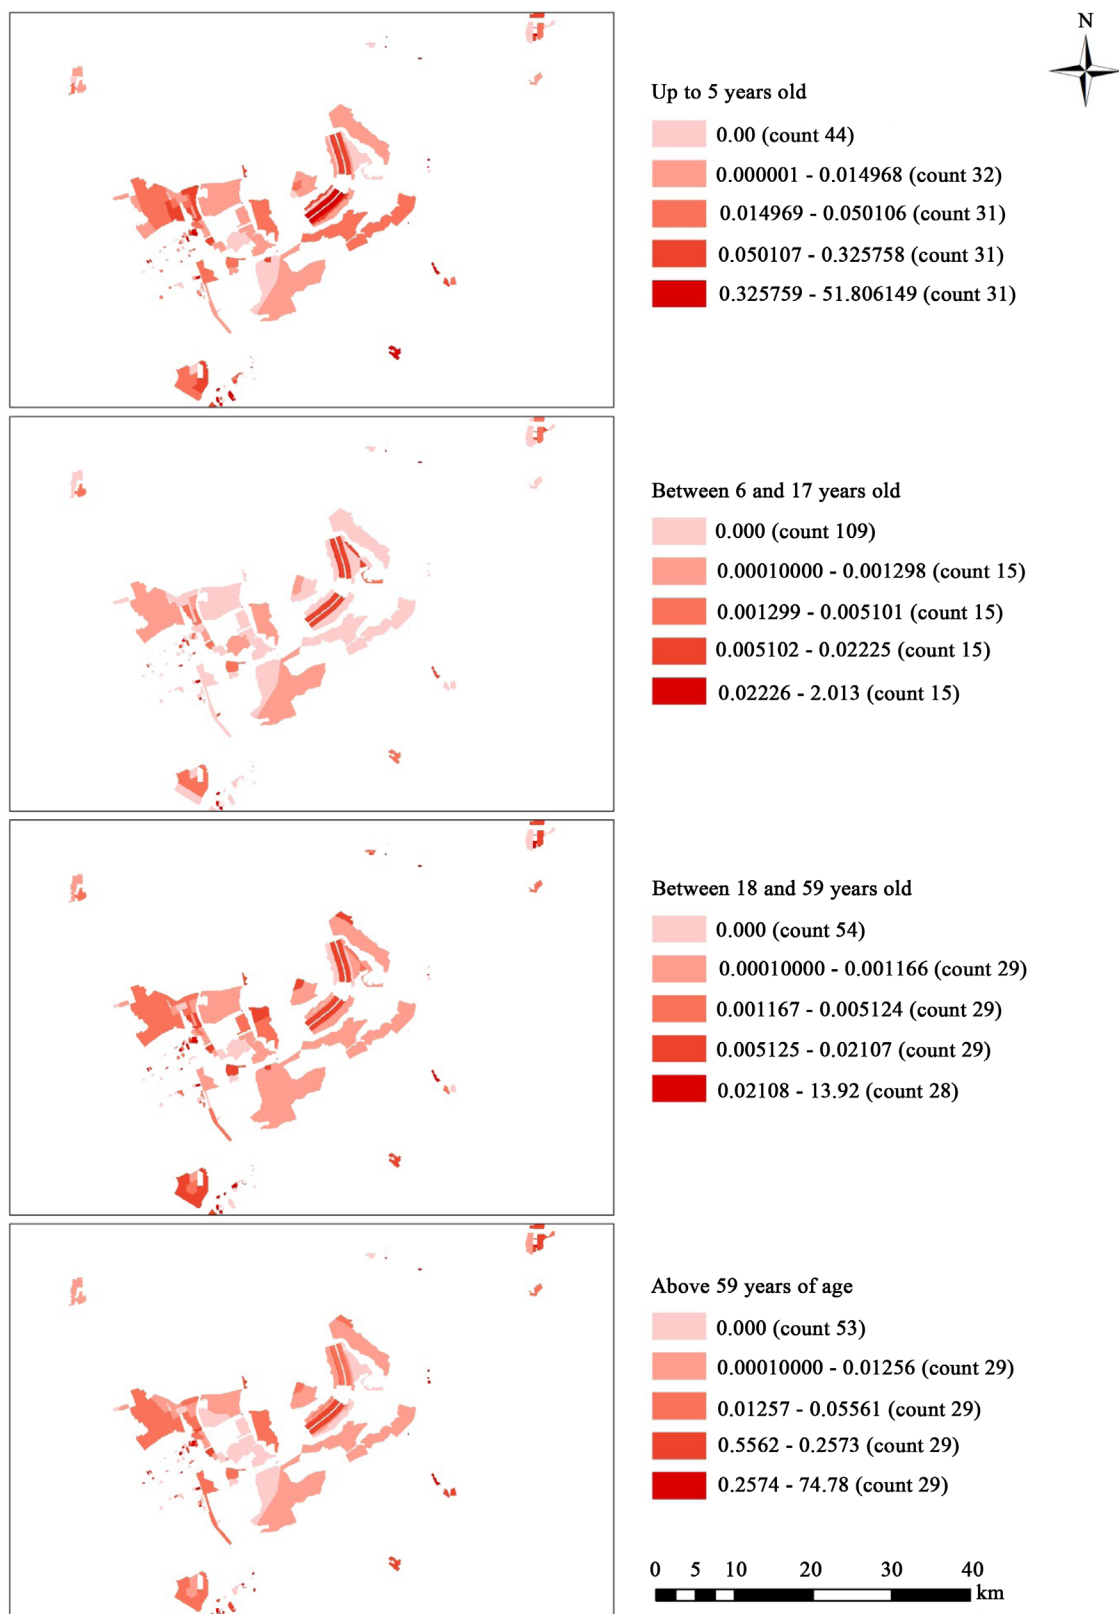 N
Up to 5 years old
0.00 (count 44)
0.000001 - 0.014968 (count 32)
0.014969 - 0.050106 (count 31)
0.050107 - 0.325758 (count 31)
0.325759 - 51.806149 (count 31)
Between 6 and 17 years old
0.000 (count 109)
0.00010000 - 0.001298 (count 15)
0.001299 - 0.005101 (count 15)
0.005102 - 0.02225 (count 15)
0.02226 - 2.013 (count 15)
Between 18 and 59 years old
0.000 (count 54)
0.00010000 - 0.001166 (count 29)
0.001167 - 0.005124 (count 29)
0.005125 - 0.02107 (count 29)
0.02108 - 13.92 (count 28)
Above 59 years of age
0.000 (count 53)
0.00010000 - 0.01256 (count 29)
0.01257 - 0.05561 (count 29)
0.5562 - 0.2573 (count 29)
0.2574 - 74.78 (count 29)
0 5 10 20 30 40
km